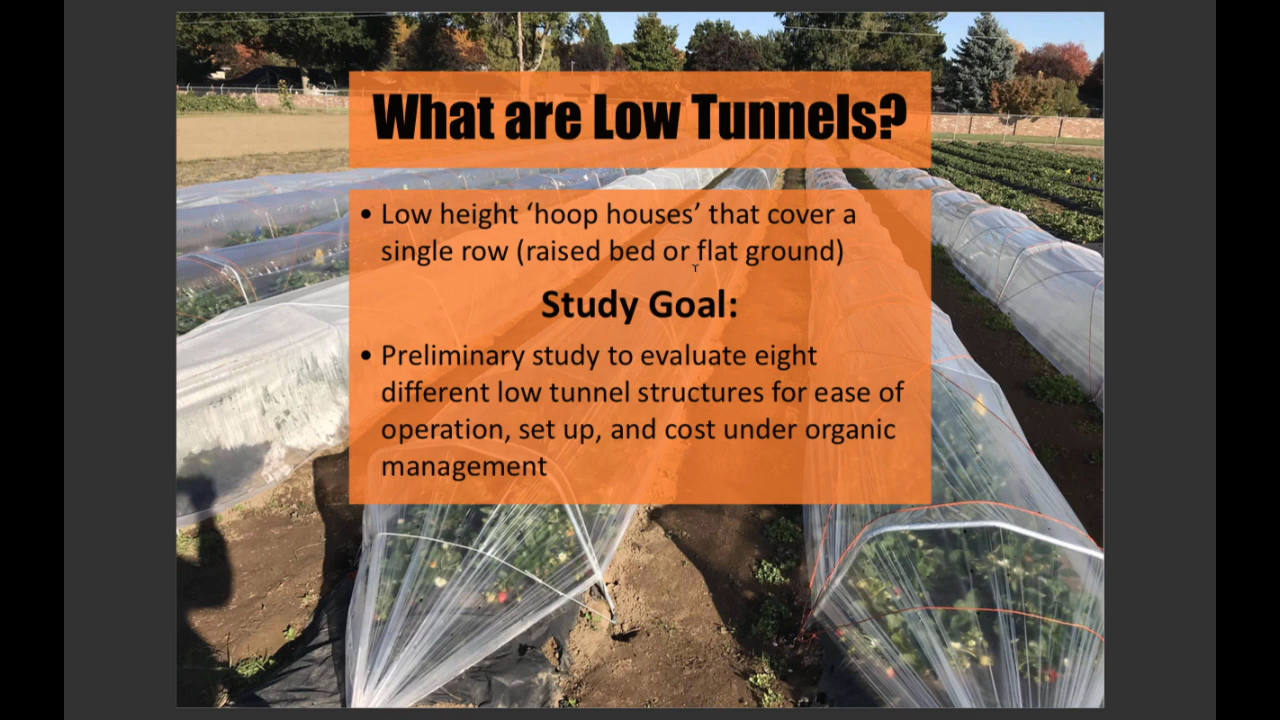 What are Low Tunnels?
• Low height ‘hoop houses’ that cover a
single row (raised bed or flat ground)
Study Goal:
• Preliminary study to evaluate eight
different low tunnel structures for ease of
operation, set up, and cost under organic
management